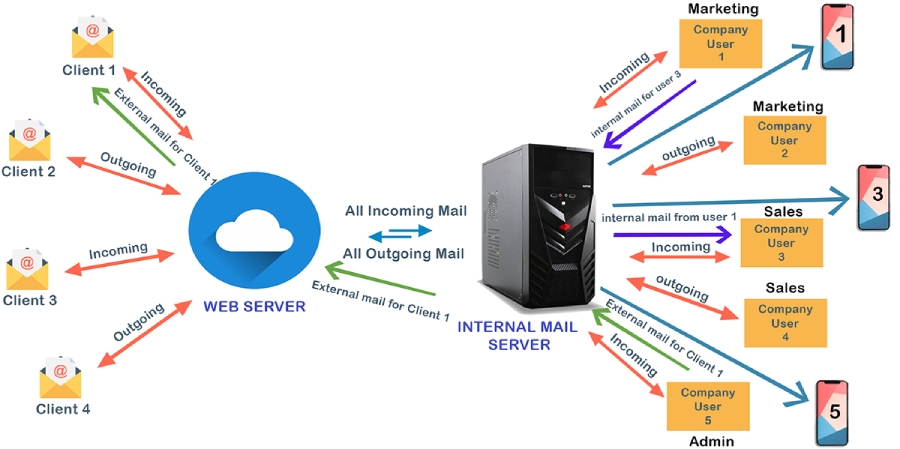 @
Client 1
Incoming
External mail for Client 1
@
Client 2
Outgoing
@
Client 3
Incoming
@
Client 4
Outgoing
WEB SERVER
All Incoming Mail
All Outgoing Mail
External mail for Client 1
INTERNAL MAIL
SERVER
Marketing
Company
User
1
Incoming
internal mail for user 3
1
Marketing
Company
User
2
outgoing
3
internal mail from user 1
Sales
Company
User
3
Incoming
Sales
Company
User
4
outgoing
External mail for Client 1
Incoming
Company
User
5
Admin
5